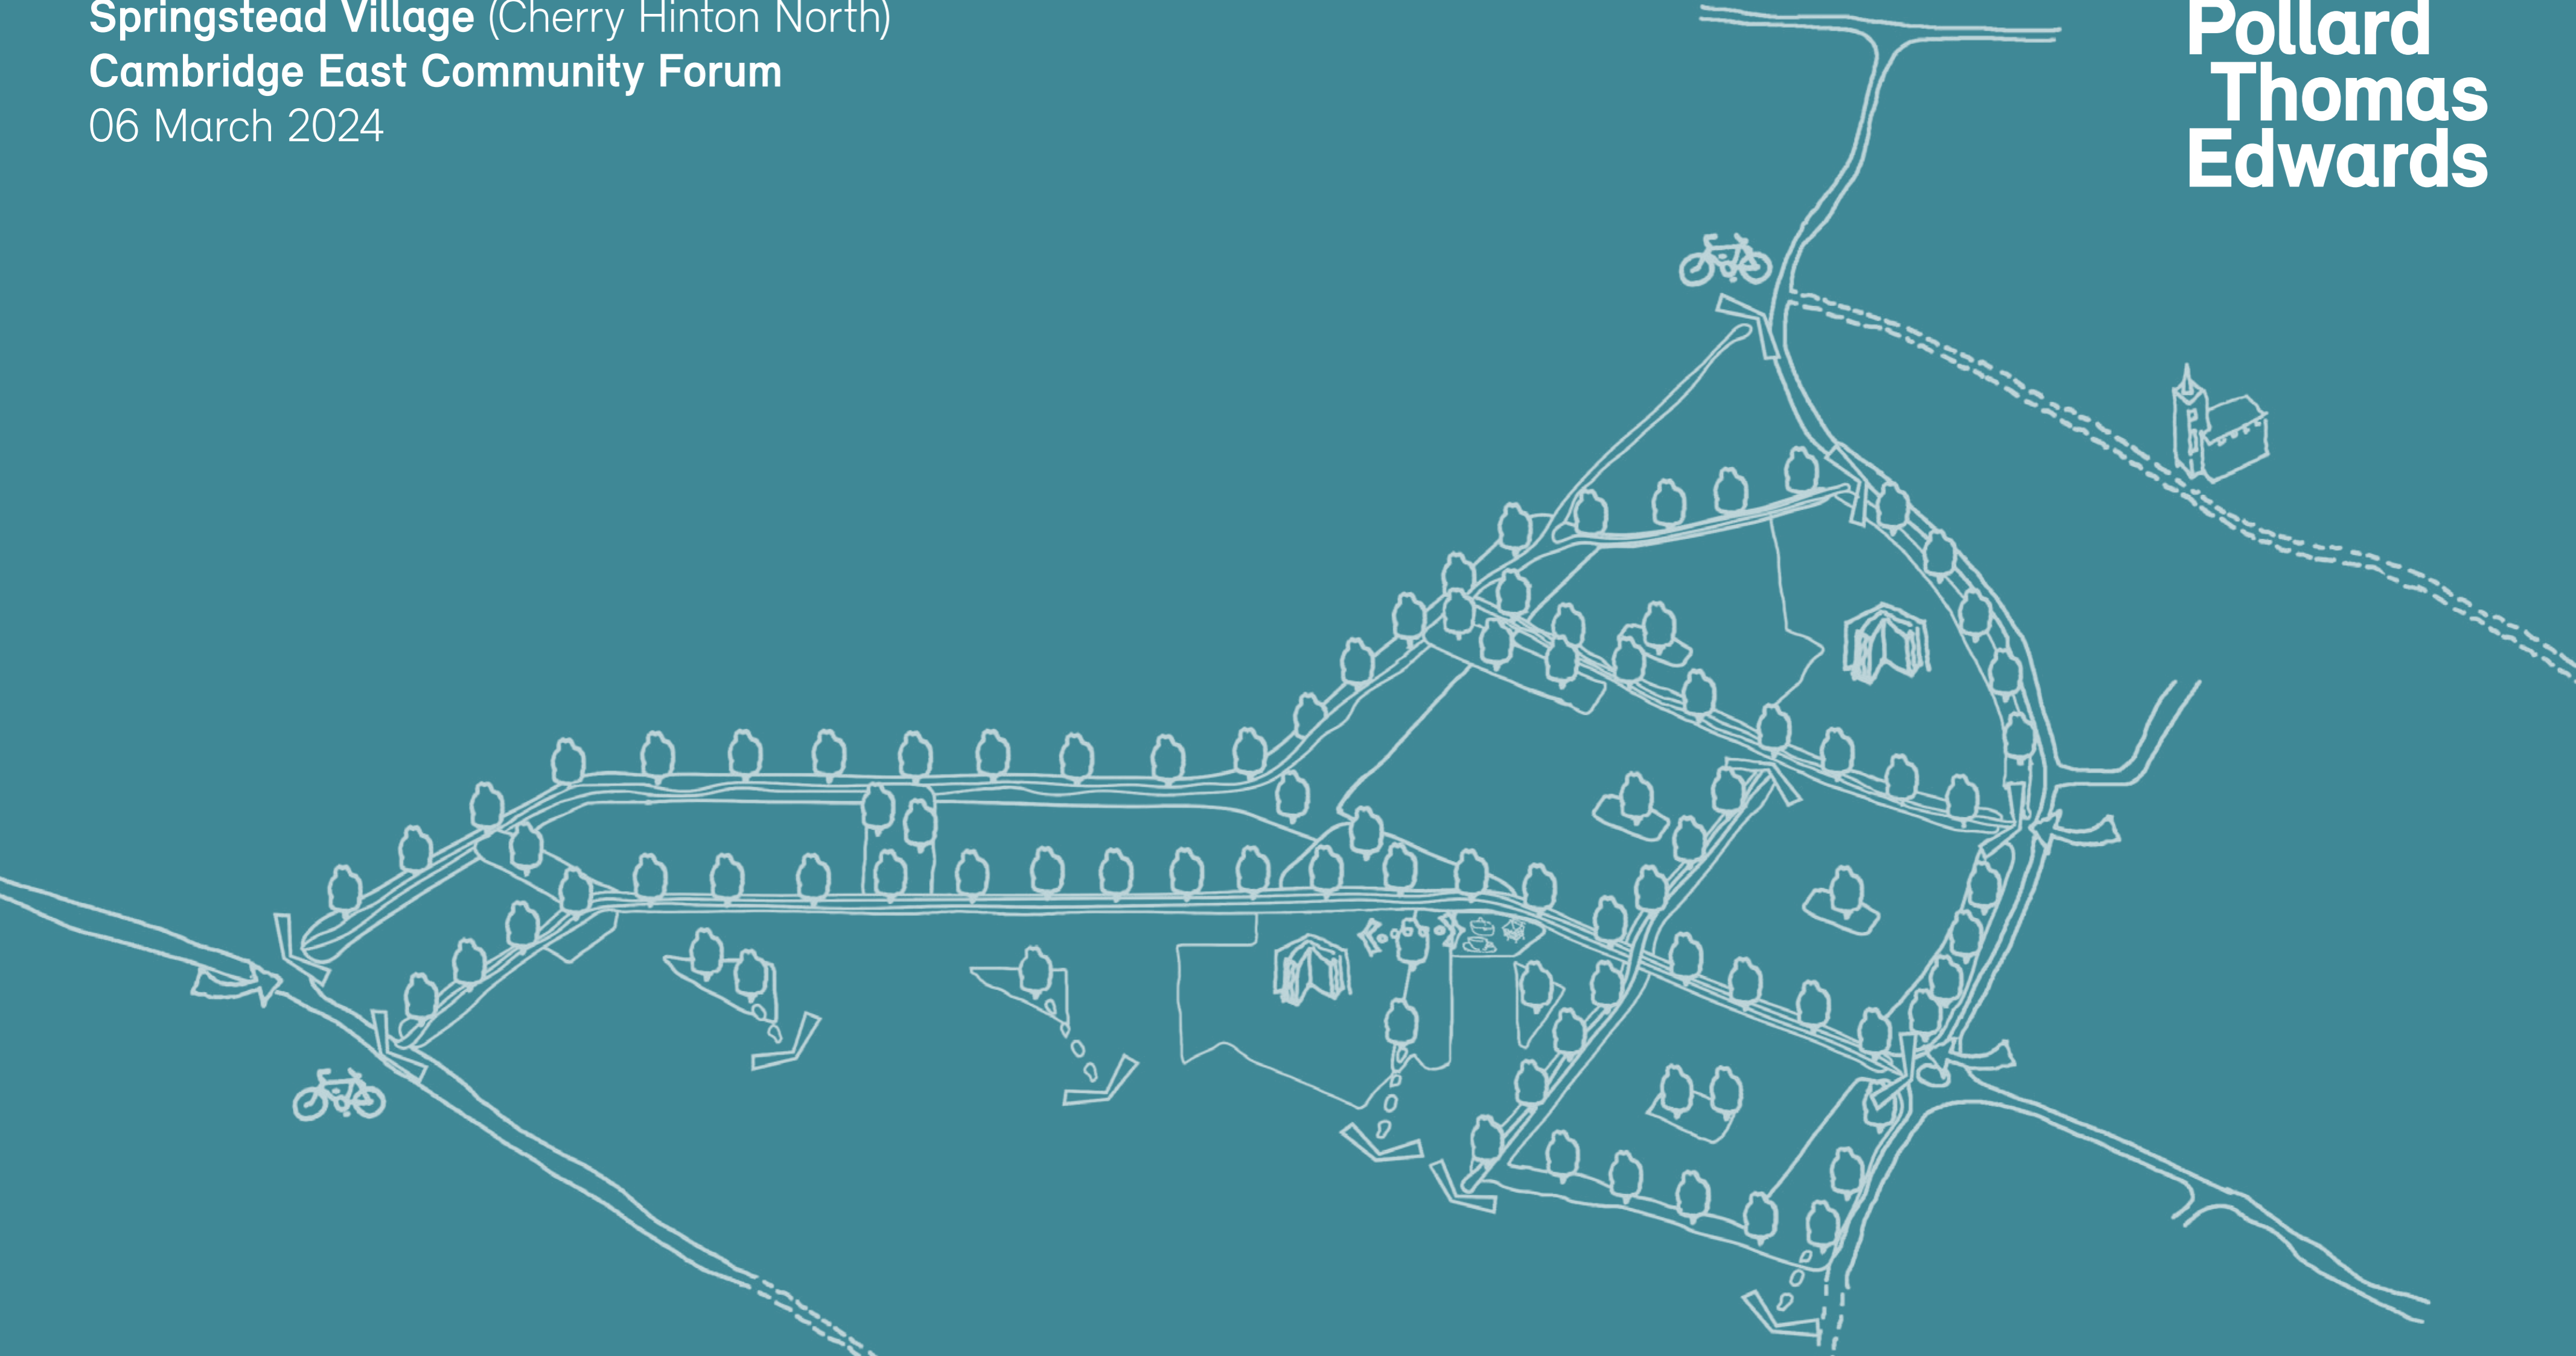 Springstead Village (Cherry Hinton North)
Cambridge East Community Forum
06 March 2024
Pollard
Thomas
Edwards